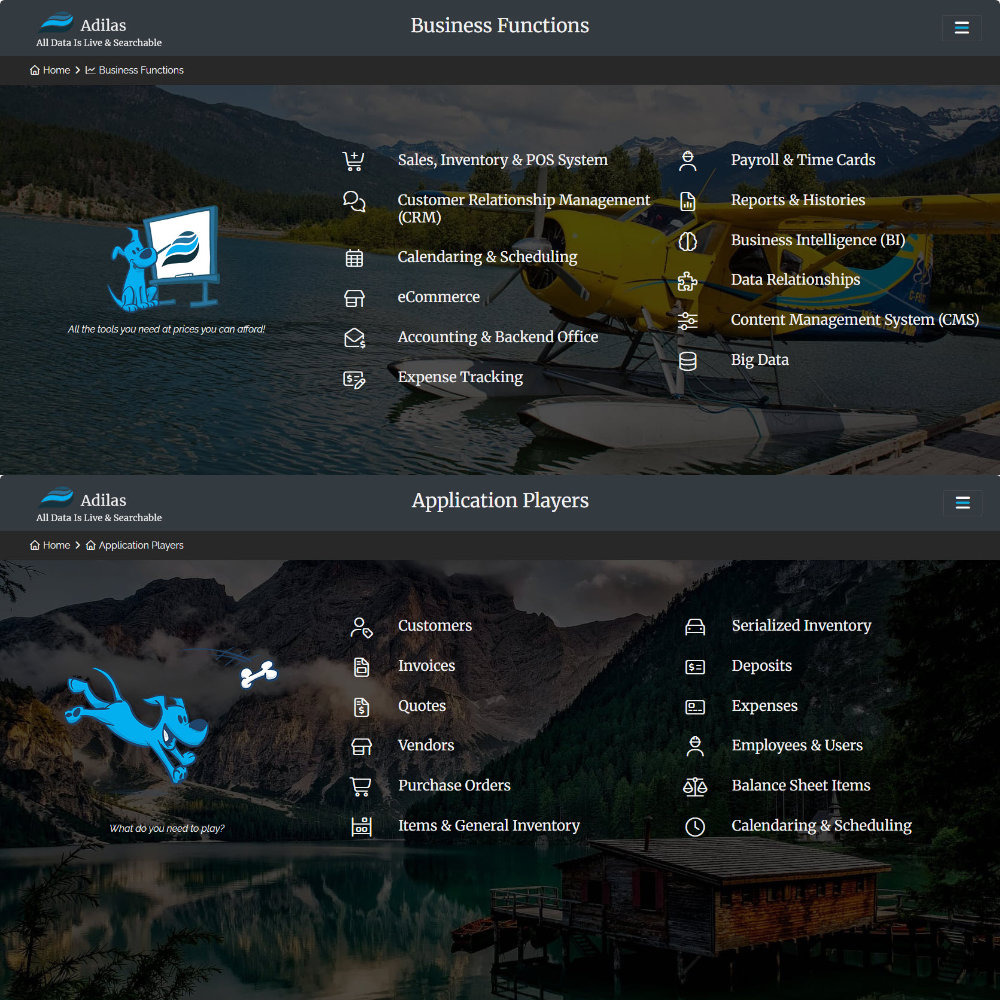 Adilas
All Data Is Live & Searchable
Business Functions
Home > Business Functions
All the tools you need at prices you can afford!
Sales, Inventory & POS System
Customer Relationship Management
(CRM)
Calendaring & Scheduling
eCommerce
Accounting & Backend Office
Expense Tracking
Payroll & Time Cards
Reports & Histories
Business Intelligence (BI)
Data Relationships
Content Management System (CMS)
Big Data
Adilas
All Data Is Live & Searchable
Application Players
Home > Application Players
What do you need to play?
Customers
Invoices
Quotes
Vendors
Purchase Orders
Items & General Inventory
Serialized Inventory
Deposits
Expenses
Employees & Users
Balance Sheet Items
Calendaring & Scheduling